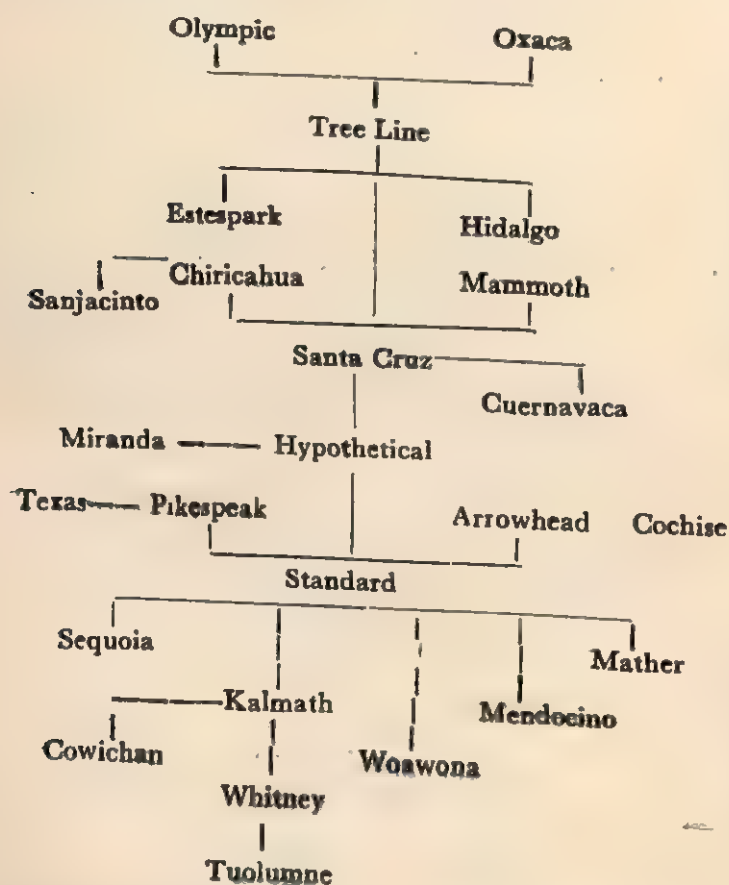 Olympic Oxaca
Tree Line
Estespark Hidalgo
Chiricahua Mammoth
Sanjacinto
Santa Cruz
Cuernavaca
Miranda Hypothetical
Texas Pikespeak Arrowhead Cochise
Standard
Sequoia Mather
Kalmath Mendocino
Cowichan Woawona
Whitney
Tuolumne